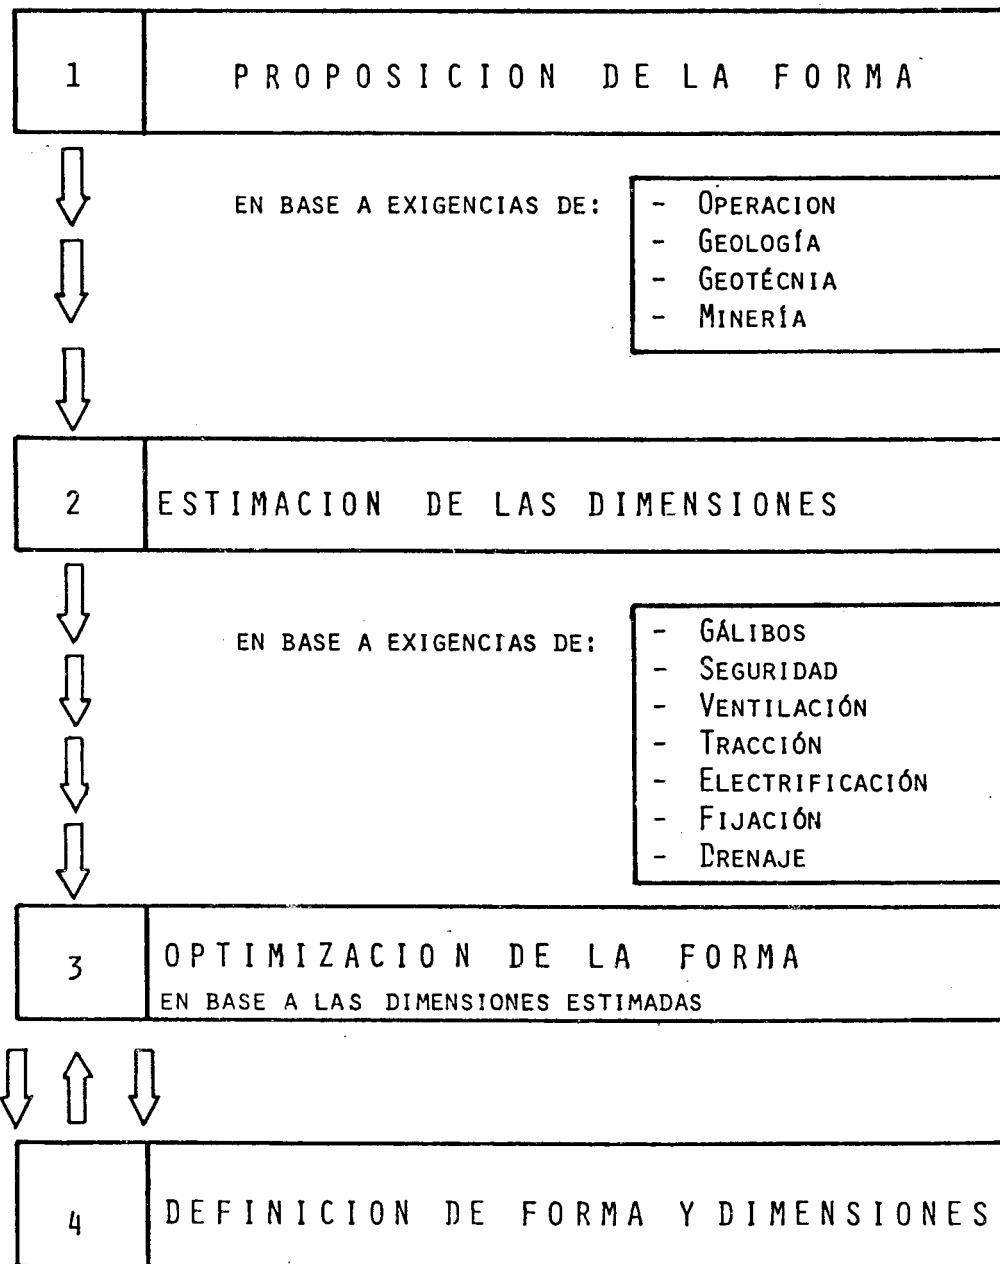 1 PROPOSICION DE LA FORMA
EN BASE A EXIGENCIAS DE:
- OPERACION
- GEOLOGÍA
- GEOTÉCNIA
- MINERÍA
2 ESTIMACION DE LAS DIMENSIONES
EN BASE A EXIGENCIAS DE:
- GÁLIBOS
- SEGURIDAD
- VENTILACIÓN
- TRACCIÓN
- ELECTRIFICACIÓN
- FIJACIÓN
- DRENAJE
3 OPTIMIZACION DE LA FORMA
EN BASE A LAS DIMENSIONES ESTIMADAS
4 DEFINICION DE FORMA Y DIMENSIONES